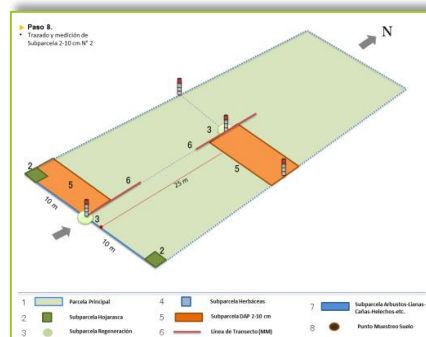 Paso 8.
• Trazado y medición de
Subparcela 2-10 cm N° 2
N
3
6
2
5
6
5
25 m
10 m
3
10 m
2
1 Parcela Principal
2 Subparcela Hojarasca
3 Subparcela Regeneración
4 Subparcela Herbáceas
5 Subparcela DAP 2-10 cm
6 Línea de Transecto (MM)
7 Subparcela Arbustos-Lianas-
Cañas-Helechos-etc.
8 Punto Muestreo Suelo